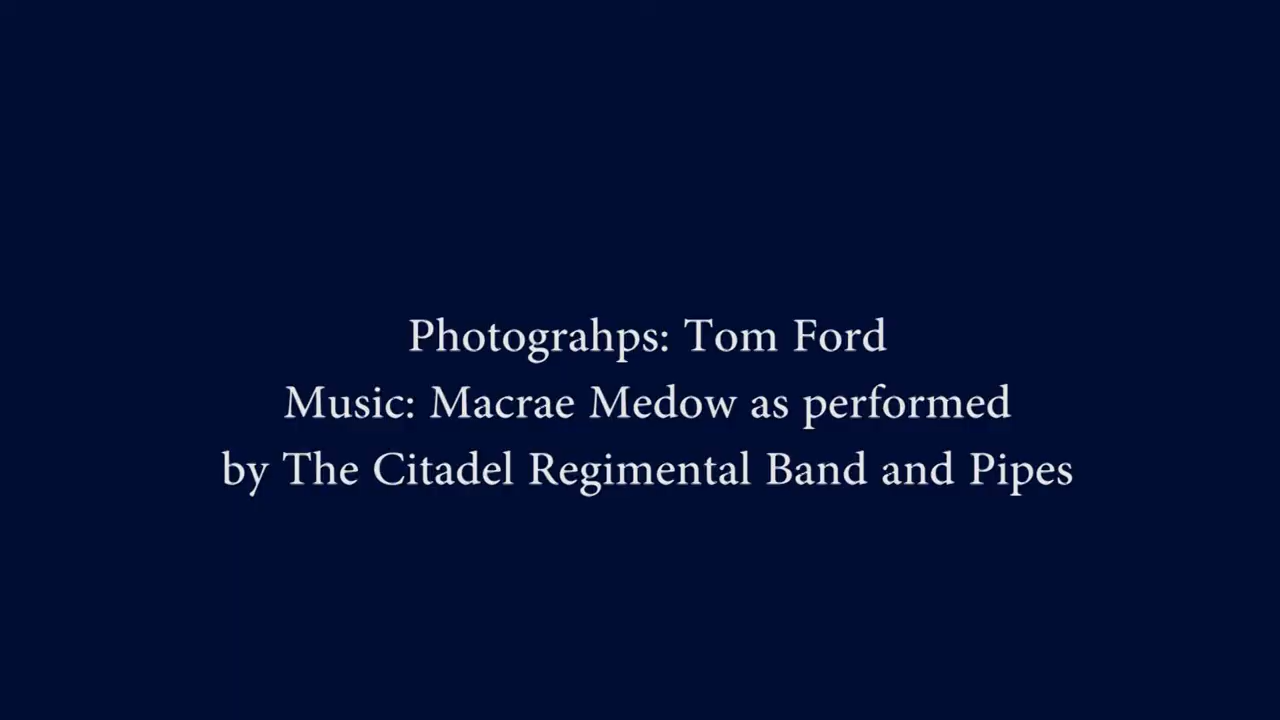 Photograhps: Tom Ford
Music: Macrae Medow as performed
by The Citadel Regimental Band and Pipes